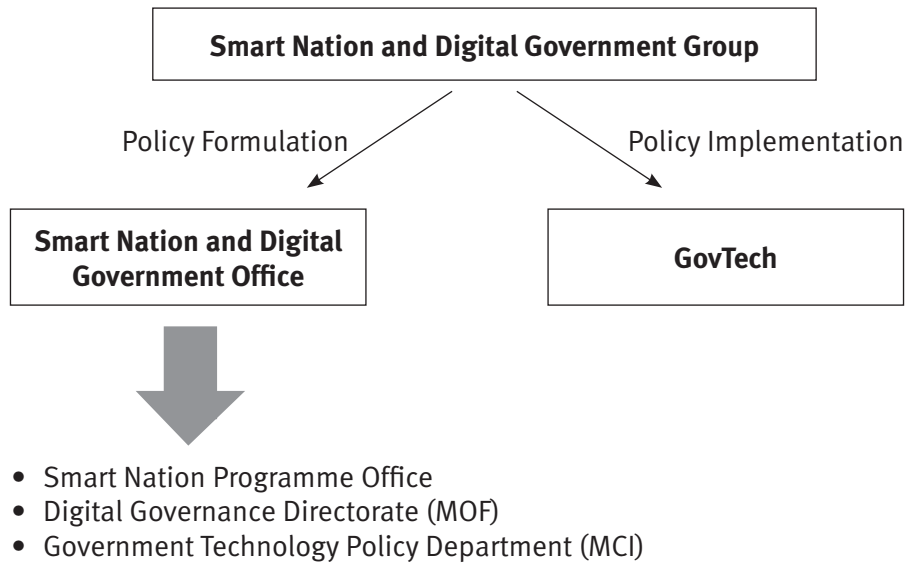 Smart Nation and Digital Government Group
Policy Formulation
Policy Implementation
Smart Nation and Digital
Government Office
GovTech
• Smart Nation Programme Office
• Digital Governance Directorate (MOF)
• Government Technology Policy Department (MCI)